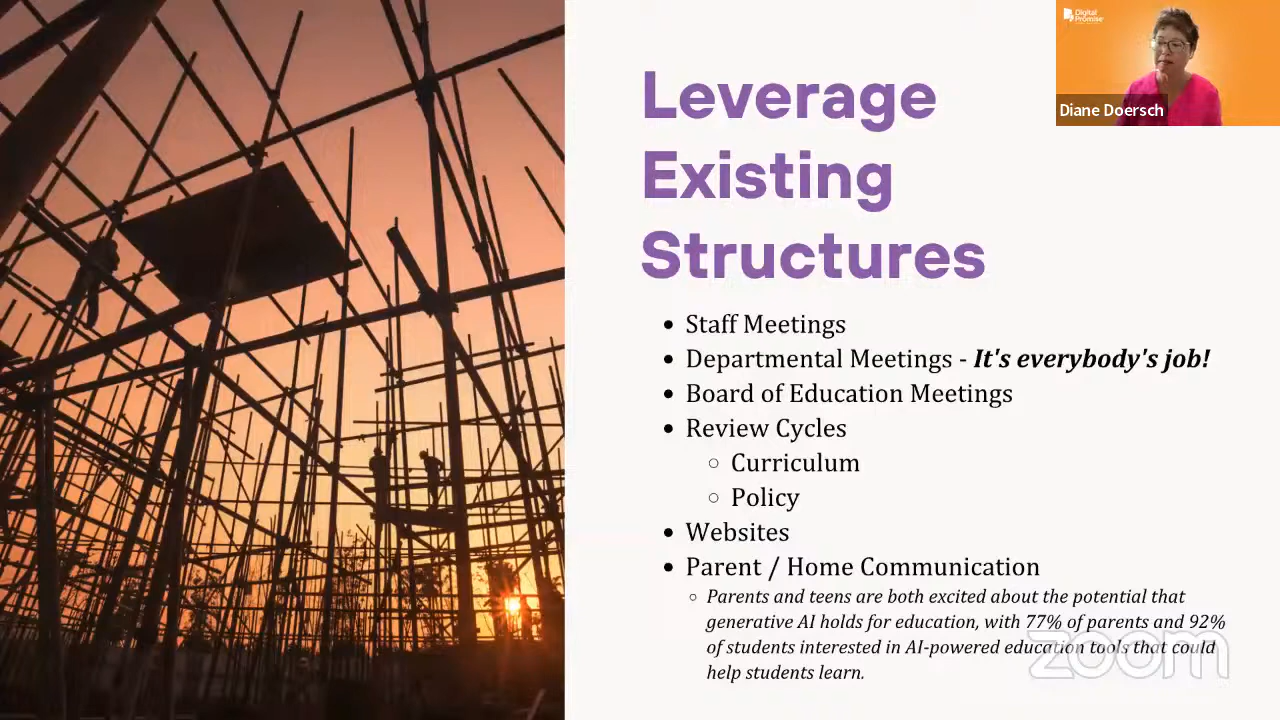 Leverage
Existing
Structures
Digital
Promise
Diane Doersch
• Staff Meetings
• Departmental Meetings - It's everybody's job!
• Board of Education Meetings
• Review Cycles
○ Curriculum
○ Policy
• Websites
• Parent / Home Communication
○ Parents and teens are both excited about the potential that
generative AI holds for education, with 77% of parents and 92%
of students interested in AI-powered education tools that could
help students learn.
zoom